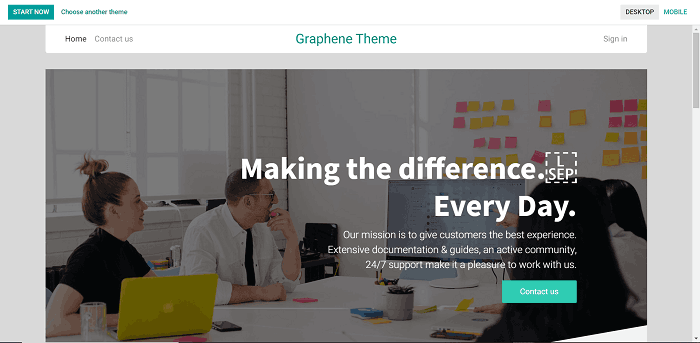 START NOW Choose another theme DESKTOP MOBILE
Home Contact us Graphene Theme Sign in
Making the difference. L SEP
Every Day.
Our mission is to give customers the best experience.
Extensive documentation & guides, an active community,
24/7 support make it a pleasure to work with us.
Contact us